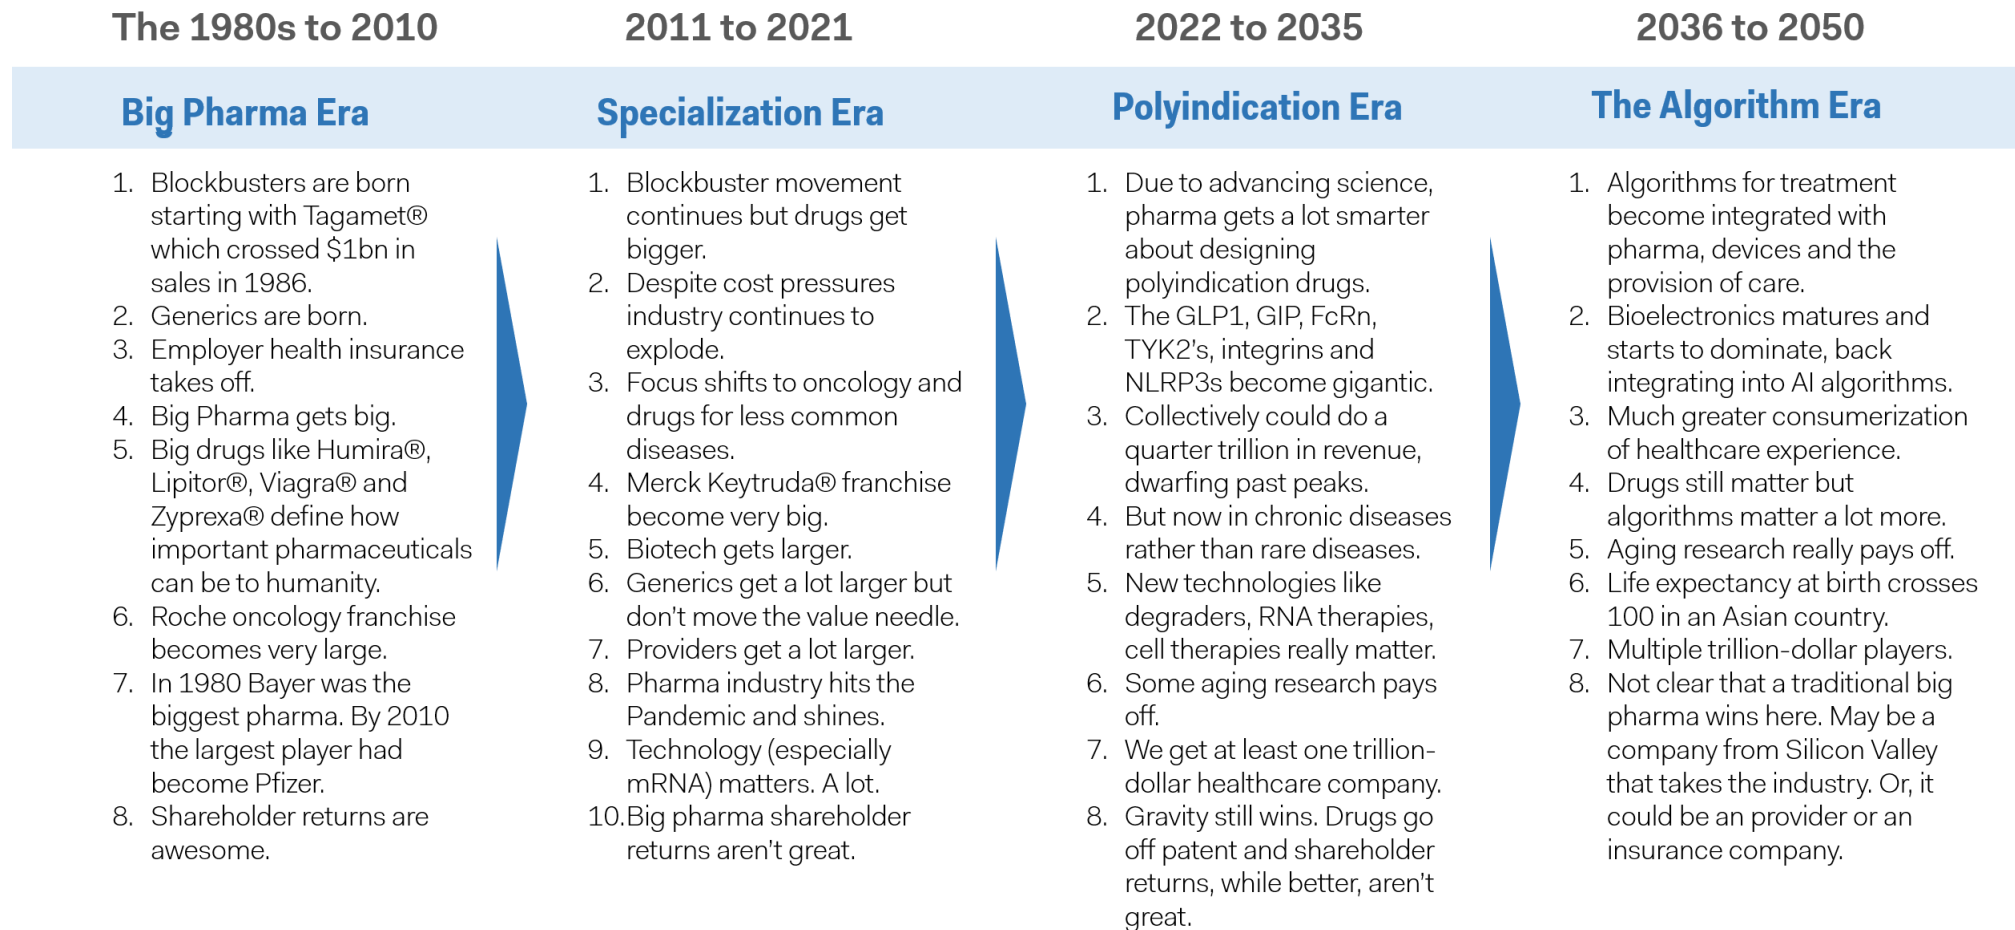 The 1980s to 2010
Big Pharma Era
1. Blockbusters are born
starting with Tagamet®
which crossed $1bn in
sales in 1986.
2. Generics are born.
3. Employer health insurance
takes off.
4. Big Pharma gets big.
5. Big drugs like Humira®,
Lipitor®, Viagra® and
Zyprexa® define how
important pharmaceuticals
can be to humanity.
6. Roche oncology franchise
becomes very large.
7. In 1980 Bayer was the
biggest pharma. By 2010
the largest player had
become Pfizer.
8. Shareholder returns are
awesome.
2011 to 2021
Specialization Era
1. Blockbuster movement
continues but drugs get
bigger.
2. Despite cost pressures
industry continues to
explode.
3. Focus shifts to oncology and
drugs for less common
diseases.
4. Merck Keytruda® franchise
become very big.
5. Biotech gets larger.
6. Generics get a lot larger but
don't move the value needle.
7. Providers get a lot larger.
8. Pharma industry hits the
Pandemic and shines.
9. Technology (especially
mRNA) matters. A lot.
10.Big pharma shareholder
returns aren't great.
2022 to 2035
Polyindication Era
1. Due to advancing science,
pharma gets a lot smarter
about designing
polyindication drugs.
2. The GLP1, GIP, FcRn,
TYK2's, integrins and
NLRP3s become gigantic.
3. Collectively could do a
quarter trillion in revenue,
dwarfing past peaks.
4. But now in chronic diseases
rather than rare diseases.
5. New technologies like
degraders, RNA therapies,
cell therapies really matter.
6. Some aging research pays
off.
7. We get at least one trillion-
dollar healthcare company.
8. Gravity still wins. Drugs go
off patent and shareholder
returns, while better, aren't
great.
2036 to 2050
The Algorithm Era
1. Algorithms for treatment
become integrated with
pharma, devices and the
provision of care.
2. Bioelectronics matures and
starts to dominate, back
integrating into AI algorithms.
3. Much greater consumerization
of healthcare experience.
4. Drugs still matter but
algorithms matter a lot more.
5. Aging research really pays off.
6. Life expectancy at birth crosses
100 in an Asian country.
7. Multiple trillion-dollar players.
8. Not clear that a traditional big
pharma wins here. May be a
company from Silicon Valley
that takes the industry. Or, it
could be an provider or an
insurance company.